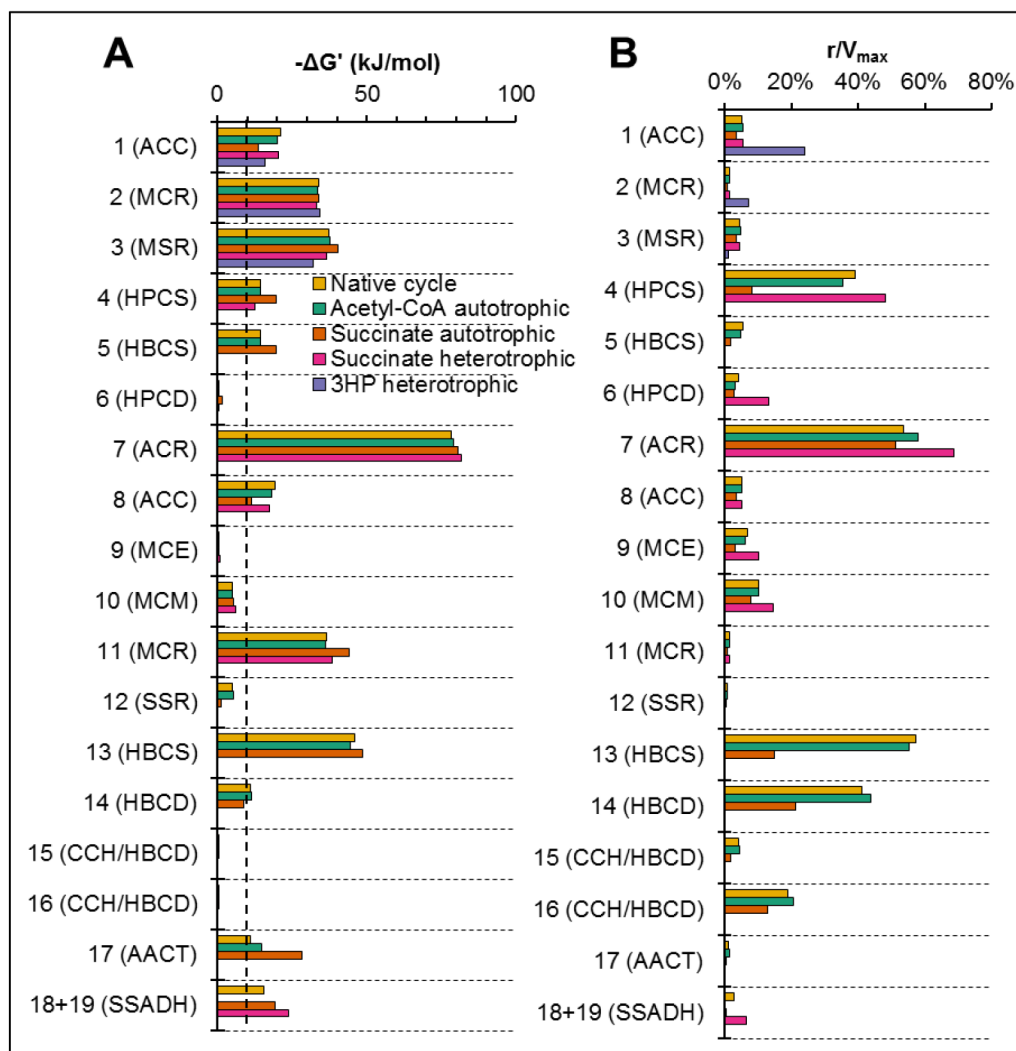 A
-ΔG' (kJ/mol)
0 50 100
1 (ACC)
2 (MCR)
3 (MSR)
4 (HPCS)
5 (HBCS)
6 (HPCD)
7 (ACR)
8 (ACC)
9 (MCE)
10 (MCM)
11 (MCR)
12 (SSR)
13 (HBCS)
14 (HBCD)
15 (CCH/HBCD)
16 (CCH/HBCD)
17 (AACT)
18+19 (SSADH)
Native cycle
Acetyl-CoA autotrophic
Succinate autotrophic
Succinate heterotrophic
3HP heterotrophic
B
r/Vmax
0% 20% 40% 60% 80%
1 (ACC)
2 (MCR)
3 (MSR)
4 (HPCS)
5 (HBCS)
6 (HPCD)
7 (ACR)
8 (ACC)
9 (MCE)
10 (MCM)
11 (MCR)
12 (SSR)
13 (HBCS)
14 (HBCD)
15 (CCH/HBCD)
16 (CCH/HBCD)
17 (AACT)
18+19 (SSADH)